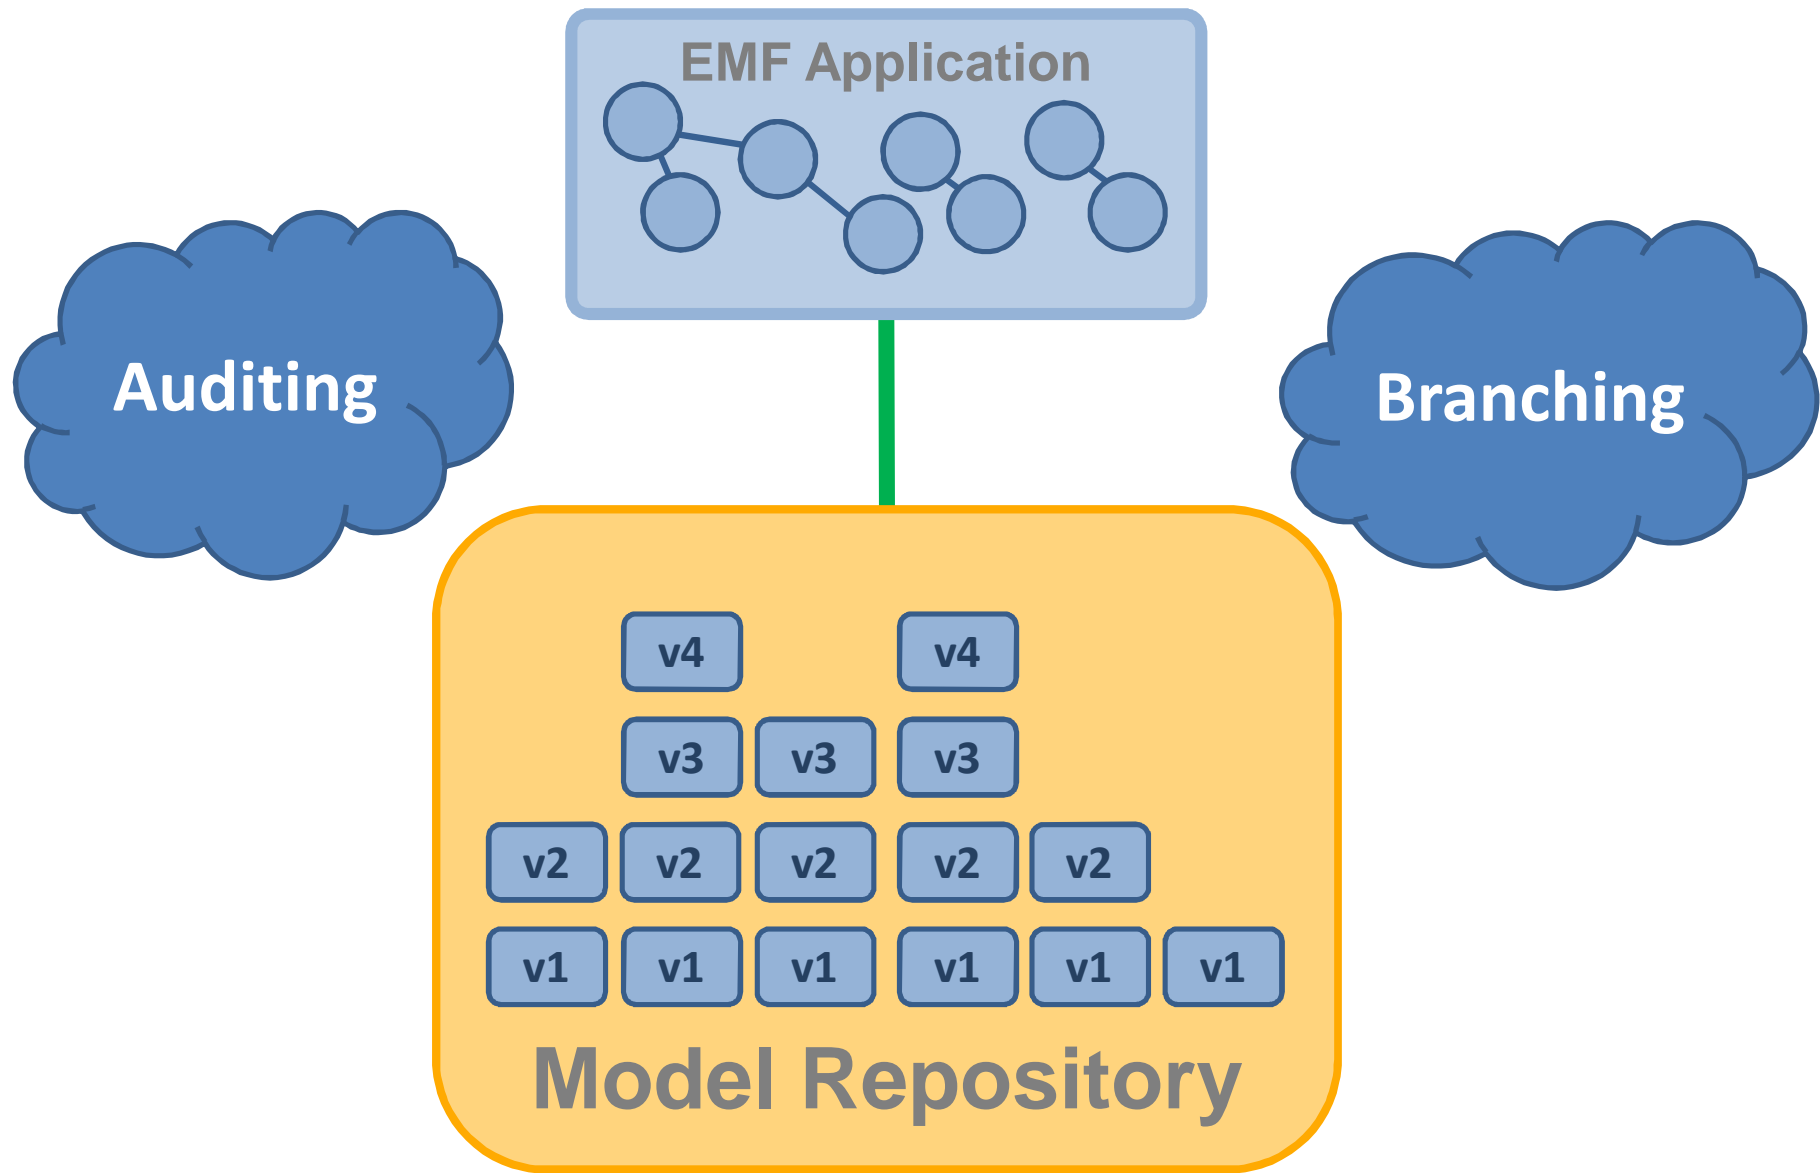 EMF Application
Auditing
Branching
v4 v4
v3 v3 v3
v2 v2 v2 v2 v2
v1 v1 v1 v1 v1 v1
Model Repository